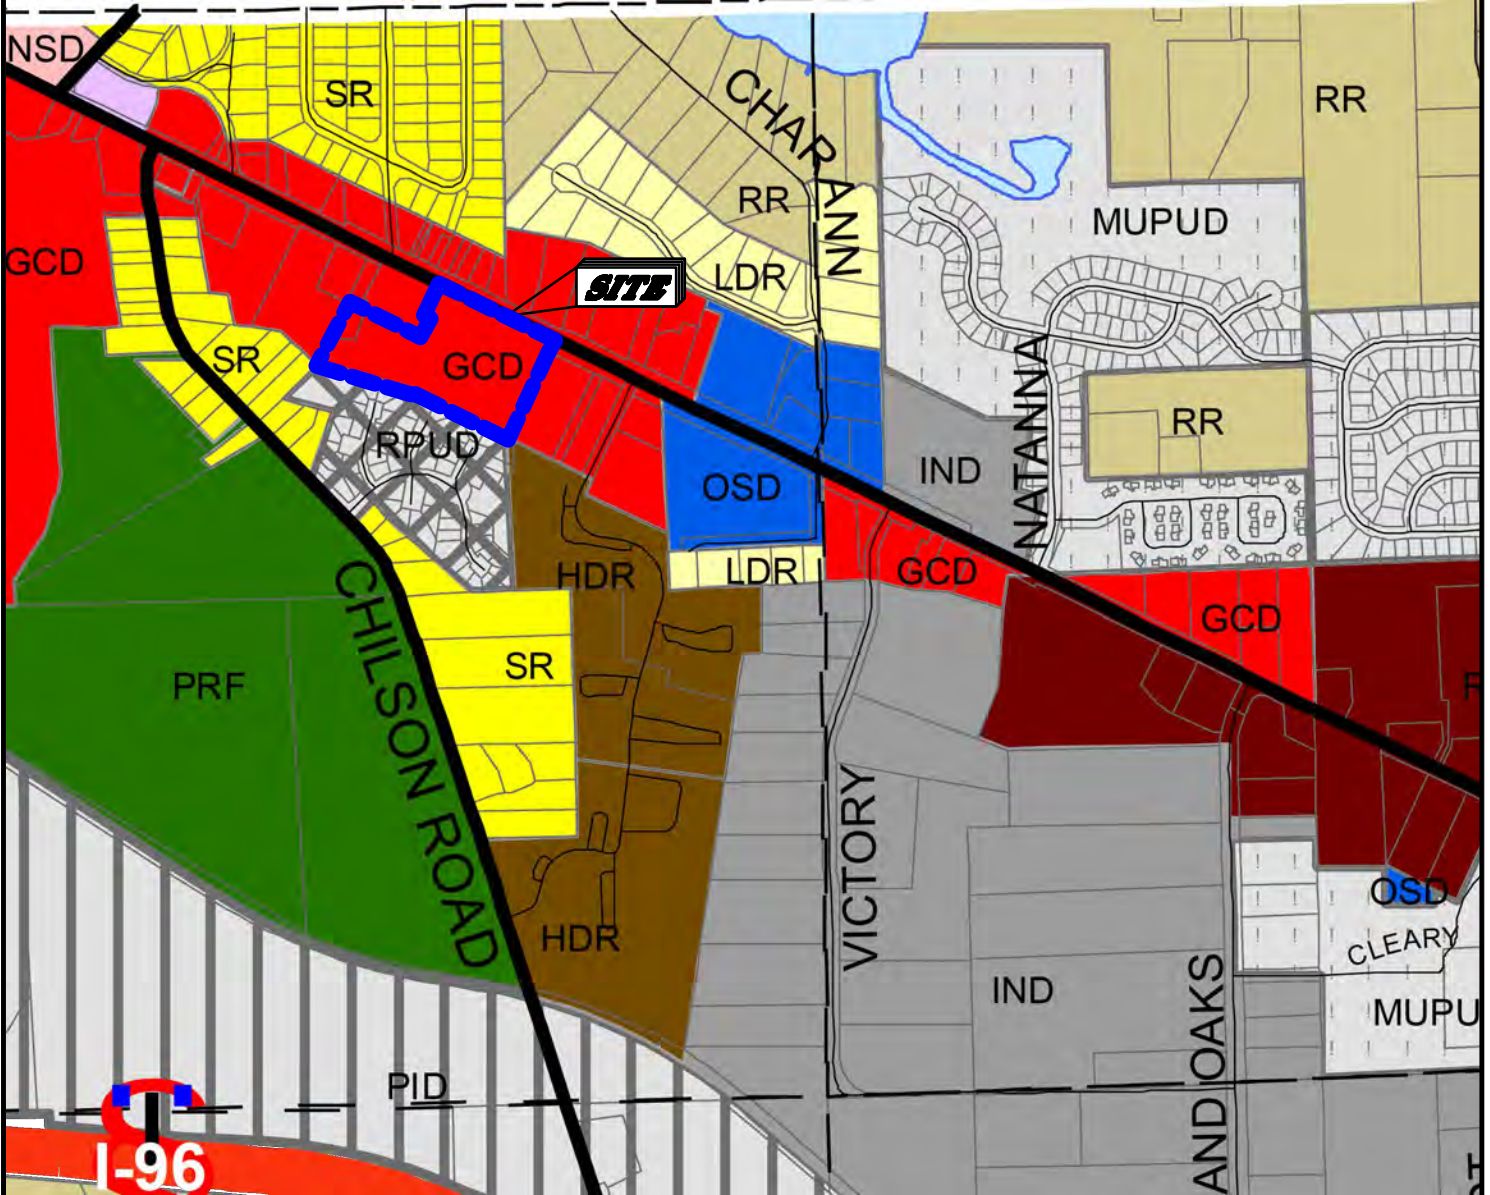 NSD
SR
RR
CHAR ANN
RR
MUPUD
GCD
LDR
SITE
SR
GCD
NATANNA
RR
RPUD
IND
OSD
HDR
LDR
GCD
GCD
CHILSON ROAD
SR
PRF
VICTORY
OSD
CLEARY
HDR
IND
AND OAKS
MUPU
PID
I-96